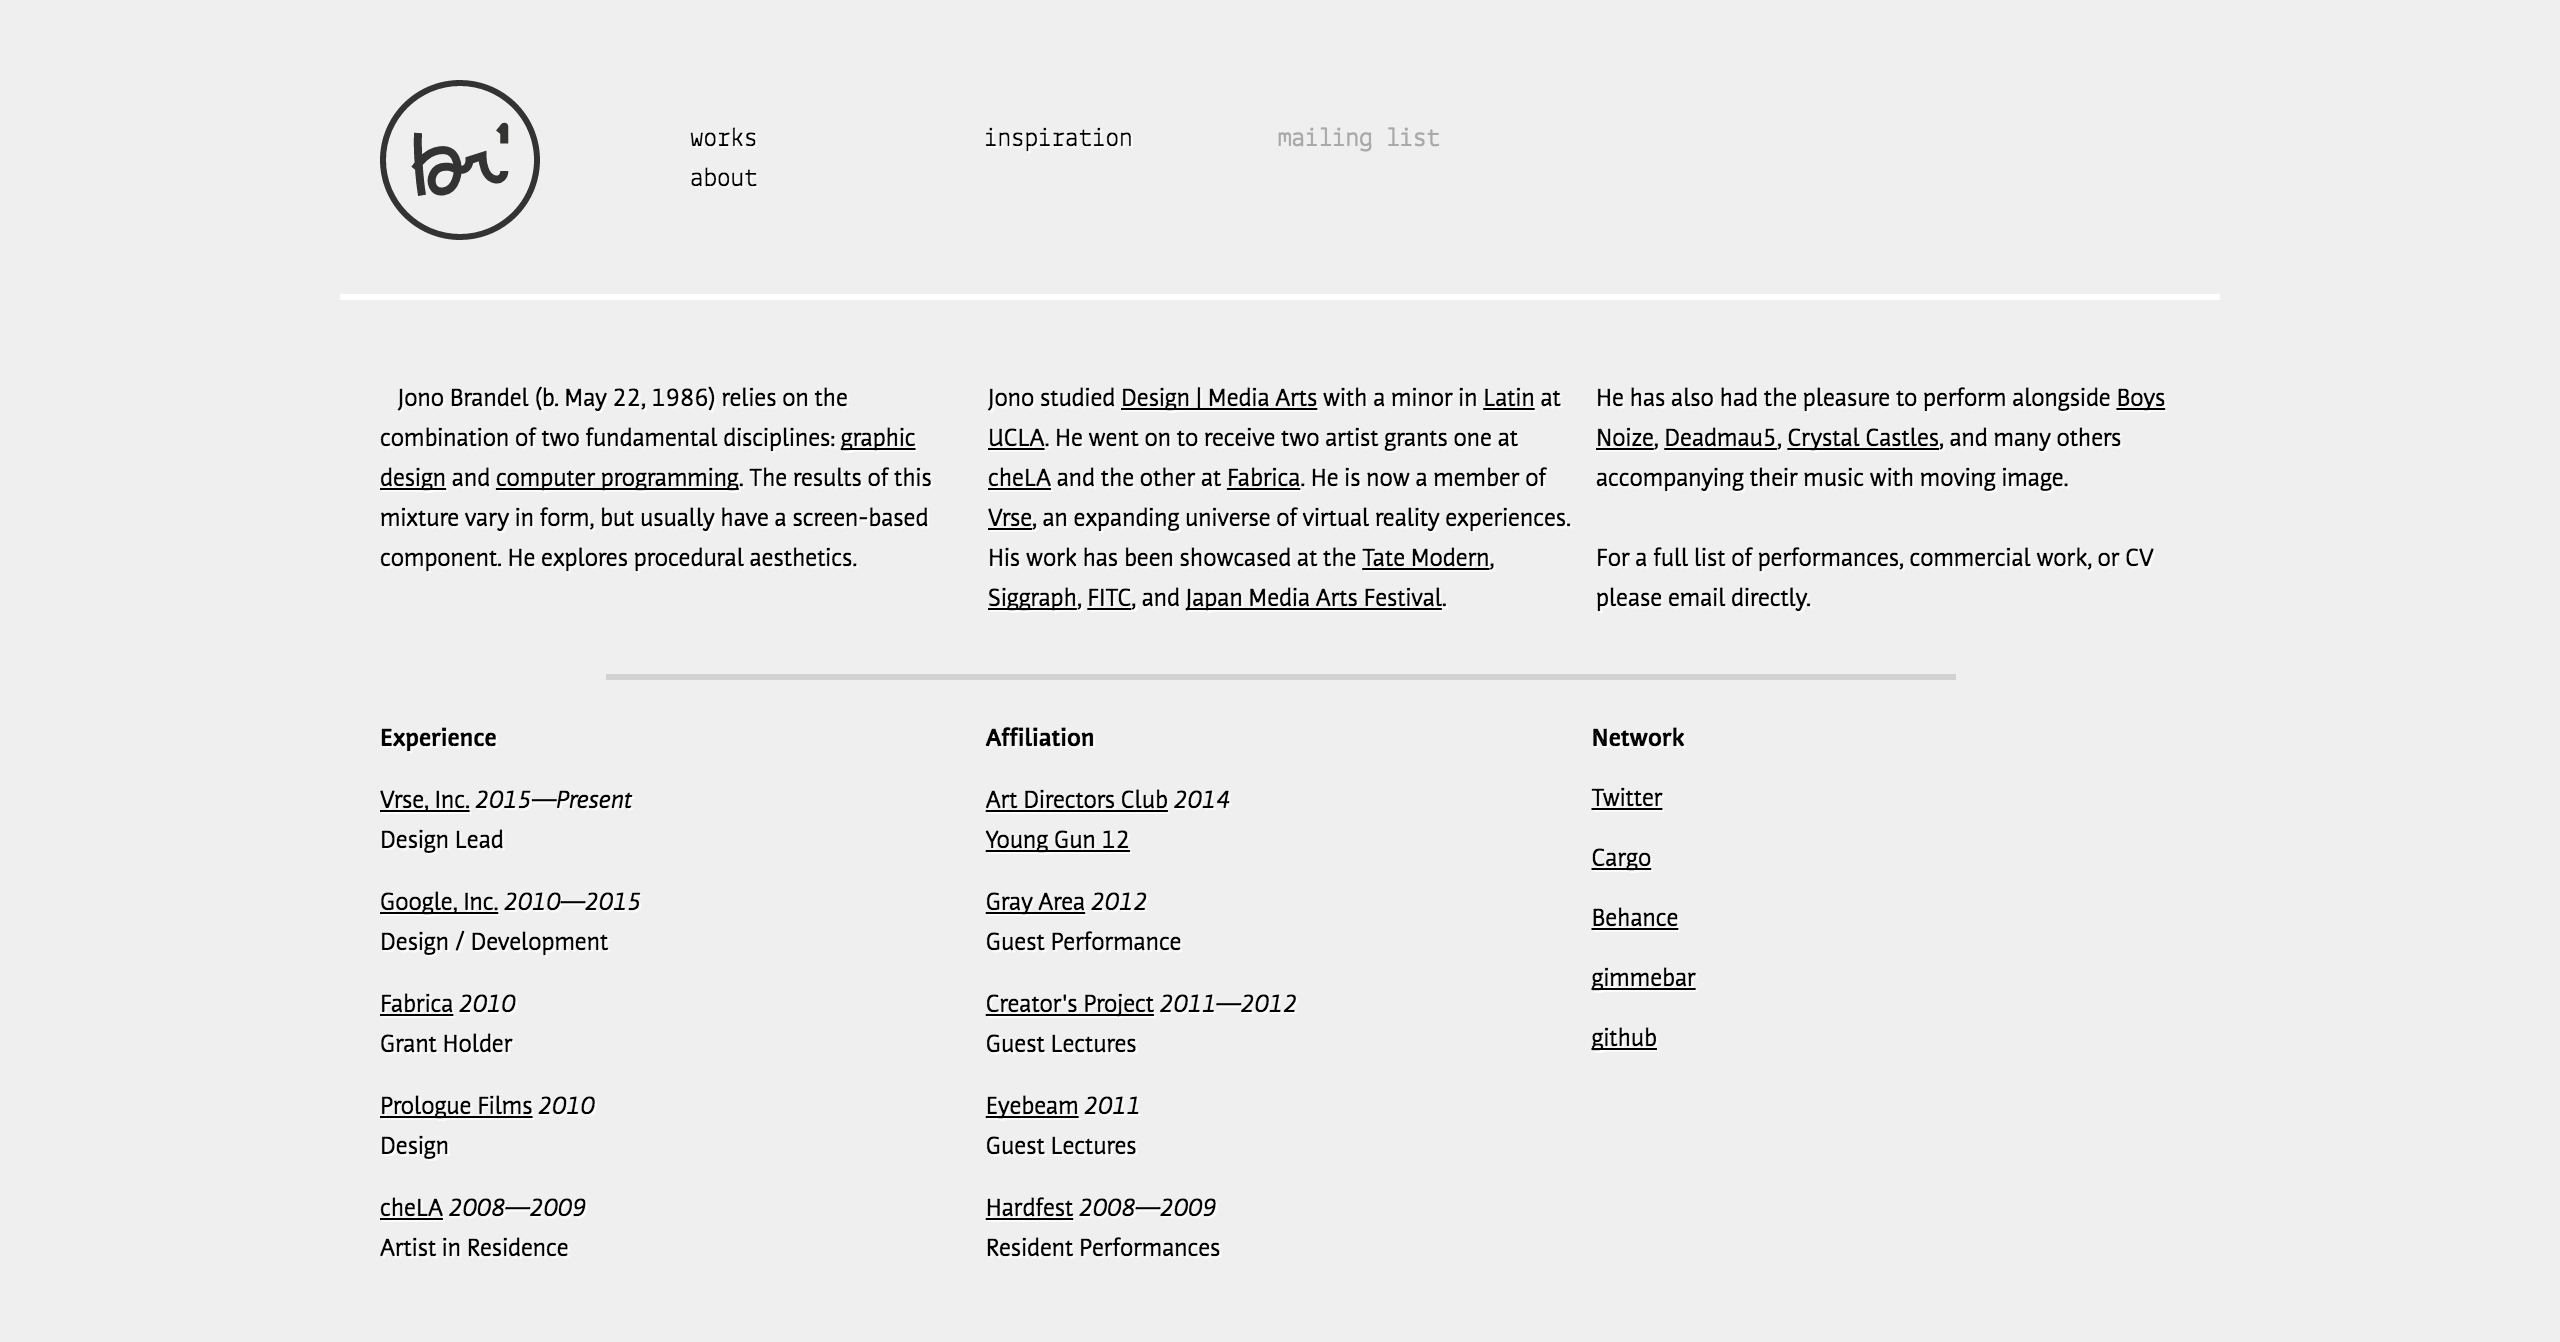 br'
works
about
inspiration
mailing list
Jono Brandel (b. May 22, 1986) relies on the
combination of two fundamental disciplines: graphic
design and computer programming. The results of this
mixture vary in form, but usually have a screen-based
component. He explores procedural aesthetics.
Jono studied Design | Media Arts with a minor in Latin at
UCLA. He went on to receive two artist grants one at
cheLA and the other at Fabrica. He is now a member of
Vrse, an expanding universe of virtual reality experiences.
His work has been showcased at the Tate Modern,
Siggraph, FITC, and Japan Media Arts Festival.
He has also had the pleasure to perform alongside Boys
Noize, Deadmau5, Crystal Castles, and many others
accompanying their music with moving image.
For a full list of performances, commercial work, or CV
please email directly.
Experience
Vrse, Inc. 2015—Present
Design Lead
Google, Inc. 2010—2015
Design / Development
Fabrica 2010
Grant Holder
Prologue Films 2010
Design
cheLA 2008—2009
Artist in Residence
Affiliation
Art Directors Club 2014
Young Gun 12
Gray Area 2012
Guest Performance
Creator's Project 2011—2012
Guest Lectures
Eyebeam 2011
Guest Lectures
Hardfest 2008—2009
Resident Performances
Network
Twitter
Cargo
Behance
gimmebar
github